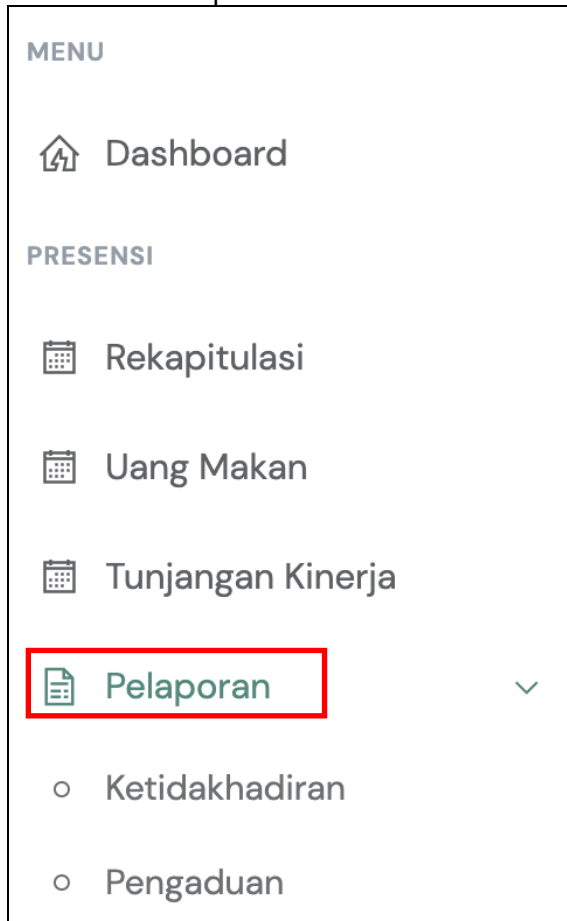 MENU
Dashboard
PRESENSI
Rekapitulasi
Uang Makan
Tunjangan Kinerja
Pelaporan
Ketidakhadiran
Pengaduan